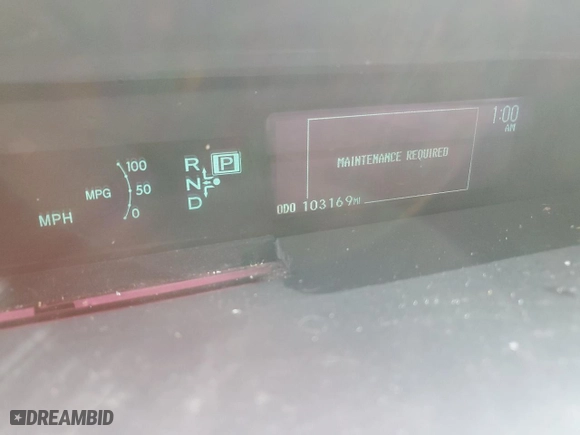 1:00
AM
MAINTENANCE REQUIRED
ODO 103169MI
MPH
MPG
100
50
0
R
N
D
P
DREAMBID